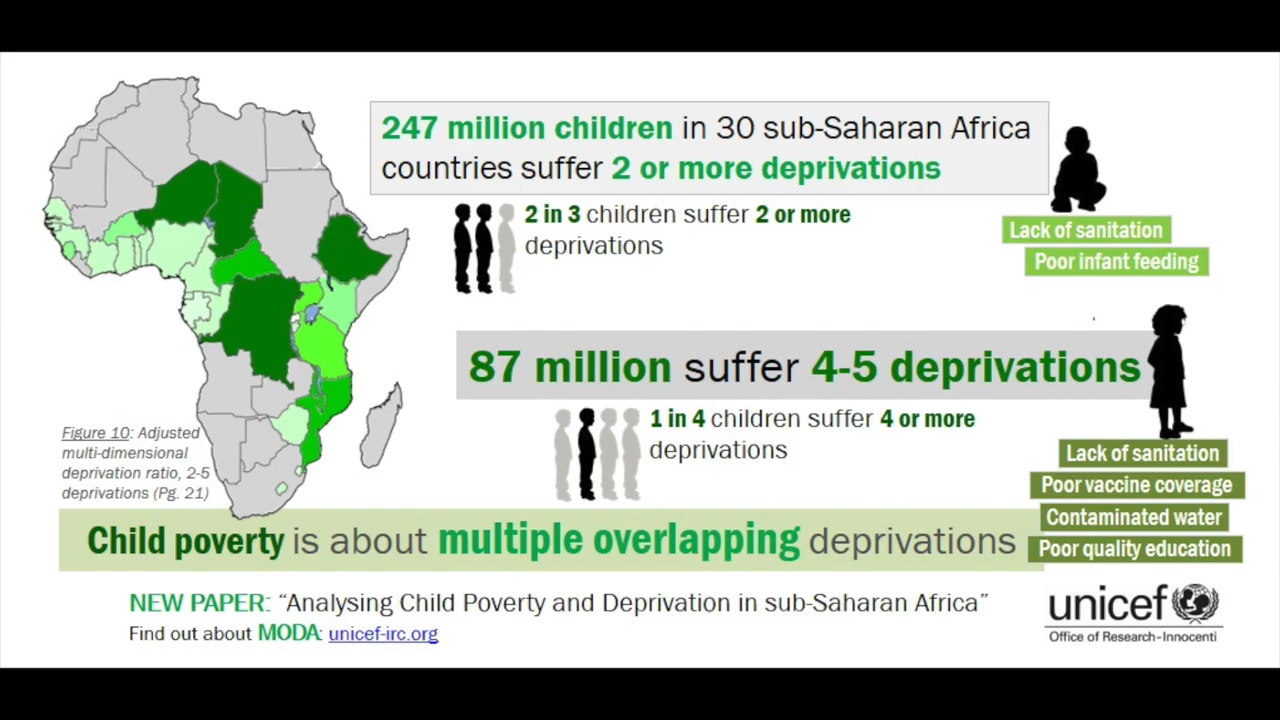 247 million children in 30 sub-Saharan Africa
countries suffer 2 or more deprivations
2 in 3 children suffer 2 or more
deprivations
Lack of sanitation
Poor infant feeding
87 million suffer 4-5 deprivations
1 in 4 children suffer 4 or more
deprivations
Figure 10: Adjusted
multi-dimensional
deprivation ratio, 2-5
deprivations (Pg. 21)
Lack of sanitation
Poor vaccine coverage
Contaminated water
Poor quality education
Child poverty is about multiple overlapping deprivations
NEW PAPER: “Analysing Child Poverty and Deprivation in sub-Saharan Africa”
Find out about MODA: unicef-irc.org
unicef
Office of Research-Innocenti